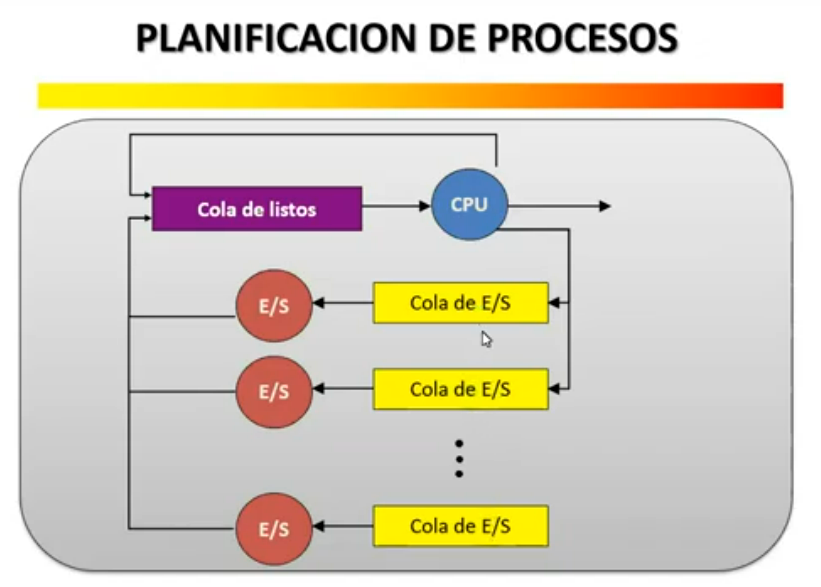 PLANIFICACION DE PROCESOS
Cola de listos
CPU
E/S
Cola de E/S
E/S
Cola de E/S
E/S
Cola de E/S